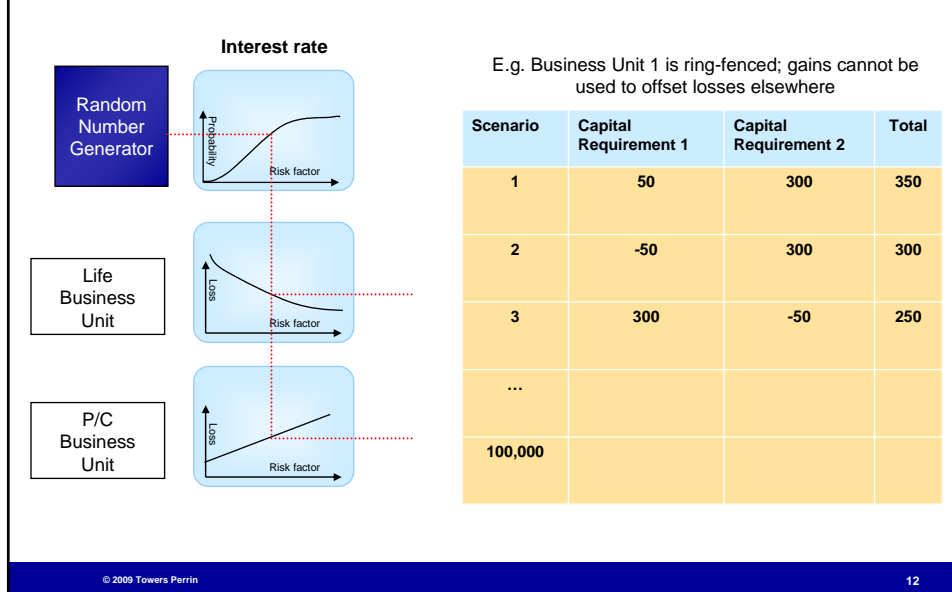 Interest rate
Random
Number
Generator
Probability
Risk factor
Life
Business
Unit
Loss
Risk factor
P/C
Business
Unit
Loss
Risk factor
E.g. Business Unit 1 is ring-fenced; gains cannot be
used to offset losses elsewhere
Scenario Capital Requirement 1 Capital Requirement 2 Total
1 50 300 350
2 -50 300 300
3 300 -50 250
…
100,000
© 2009 Towers Perrin
12